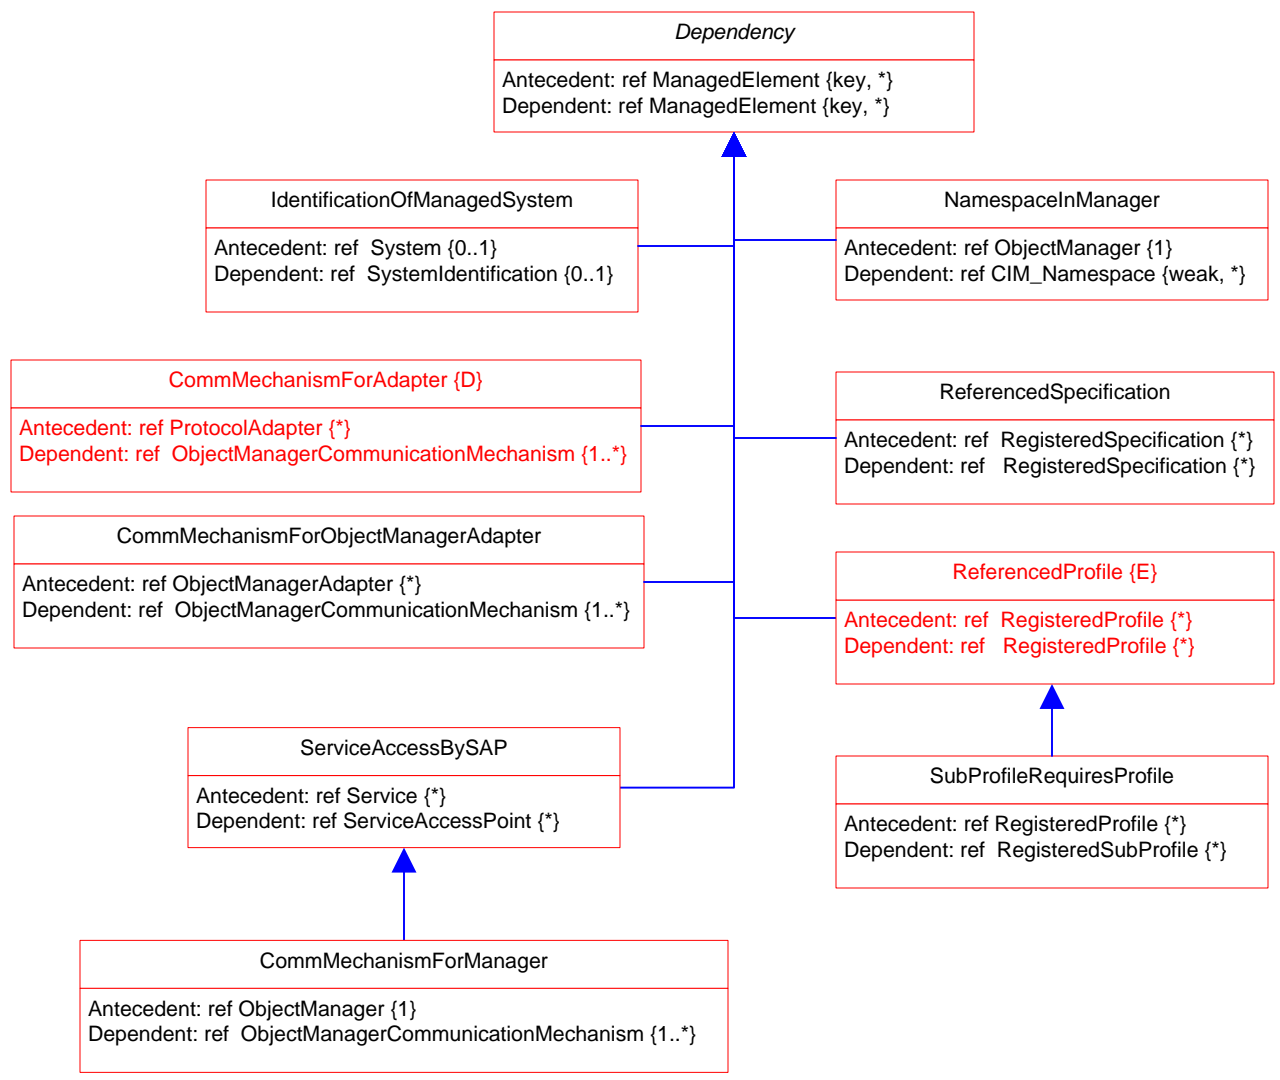 Dependency
Antecedent: ref ManagedElement {key, *}
Dependent: ref ManagedElement {key, *}
IdentificationOfManagedSystem
Antecedent: ref System {0..1}
Dependent: ref SystemIdentification {0..1}
NamespaceInManager
Antecedent: ref ObjectManager {1}
Dependent: ref CIM_Namespace {weak, *}
CommMechanismForAdapter {D}
Antecedent: ref ProtocolAdapter {*}
Dependent: ref ObjectManagerCommunicationMechanism {1..*}
ReferencedSpecification
Antecedent: ref RegisteredSpecification {*}
Dependent: ref RegisteredSpecification {*}
CommMechanismForObjectManagerAdapter
Antecedent: ref ObjectManagerAdapter {*}
Dependent: ref ObjectManagerCommunicationMechanism {1..*}
ReferencedProfile {E}
Antecedent: ref RegisteredProfile {*}
Dependent: ref RegisteredProfile {*}
ServiceAccessBySAP
Antecedent: ref Service {*}
Dependent: ref ServiceAccessPoint {*}
SubProfileRequiresProfile
Antecedent: ref RegisteredProfile {*}
Dependent: ref RegisteredSubProfile {*}
CommMechanismForManager
Antecedent: ref ObjectManager {1}
Dependent: ref ObjectManagerCommunicationMechanism {1..*}